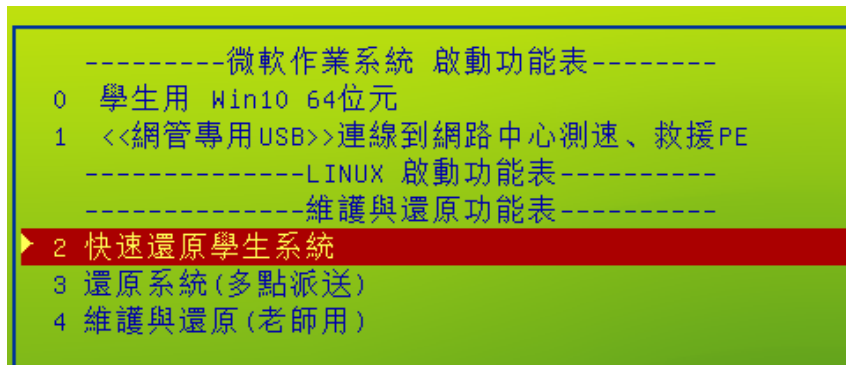 ---------微軟作業系統 啟動功能表--------
0 學生用 Win10 64位元
1 <<網管專用USB>>連線到網路中心測速、救援PE
--------------LINUX 啟動功能表----------
--------------維護與還原功能表----------
2 快速還原學生系統
3 還原系統(多點派送)
4 維護與還原(老師用)